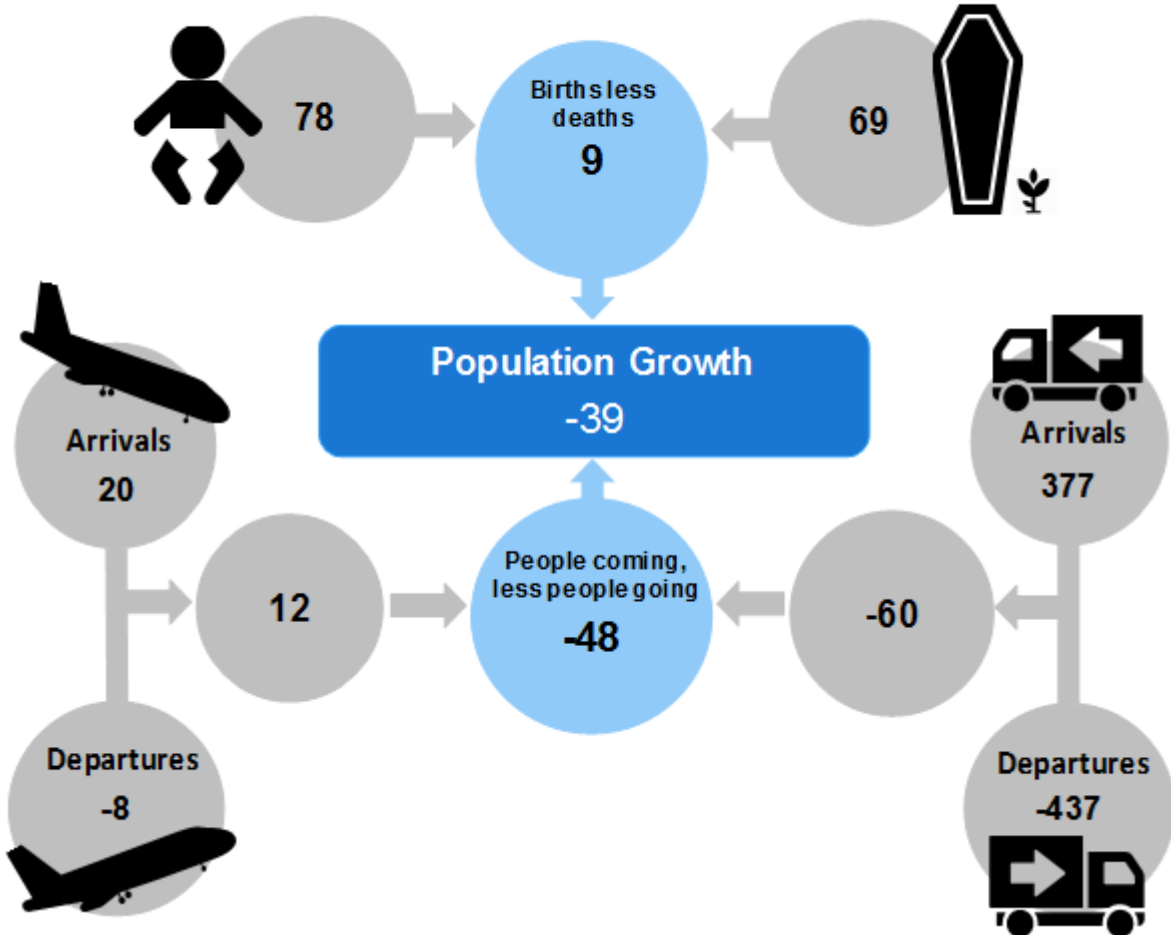 78
Births less
deaths
9
69
Population Growth
-39
Arrivals
20
Arrivals
377
12
People coming,
less people going
-48
-60
Departures
-8
Departures
-437